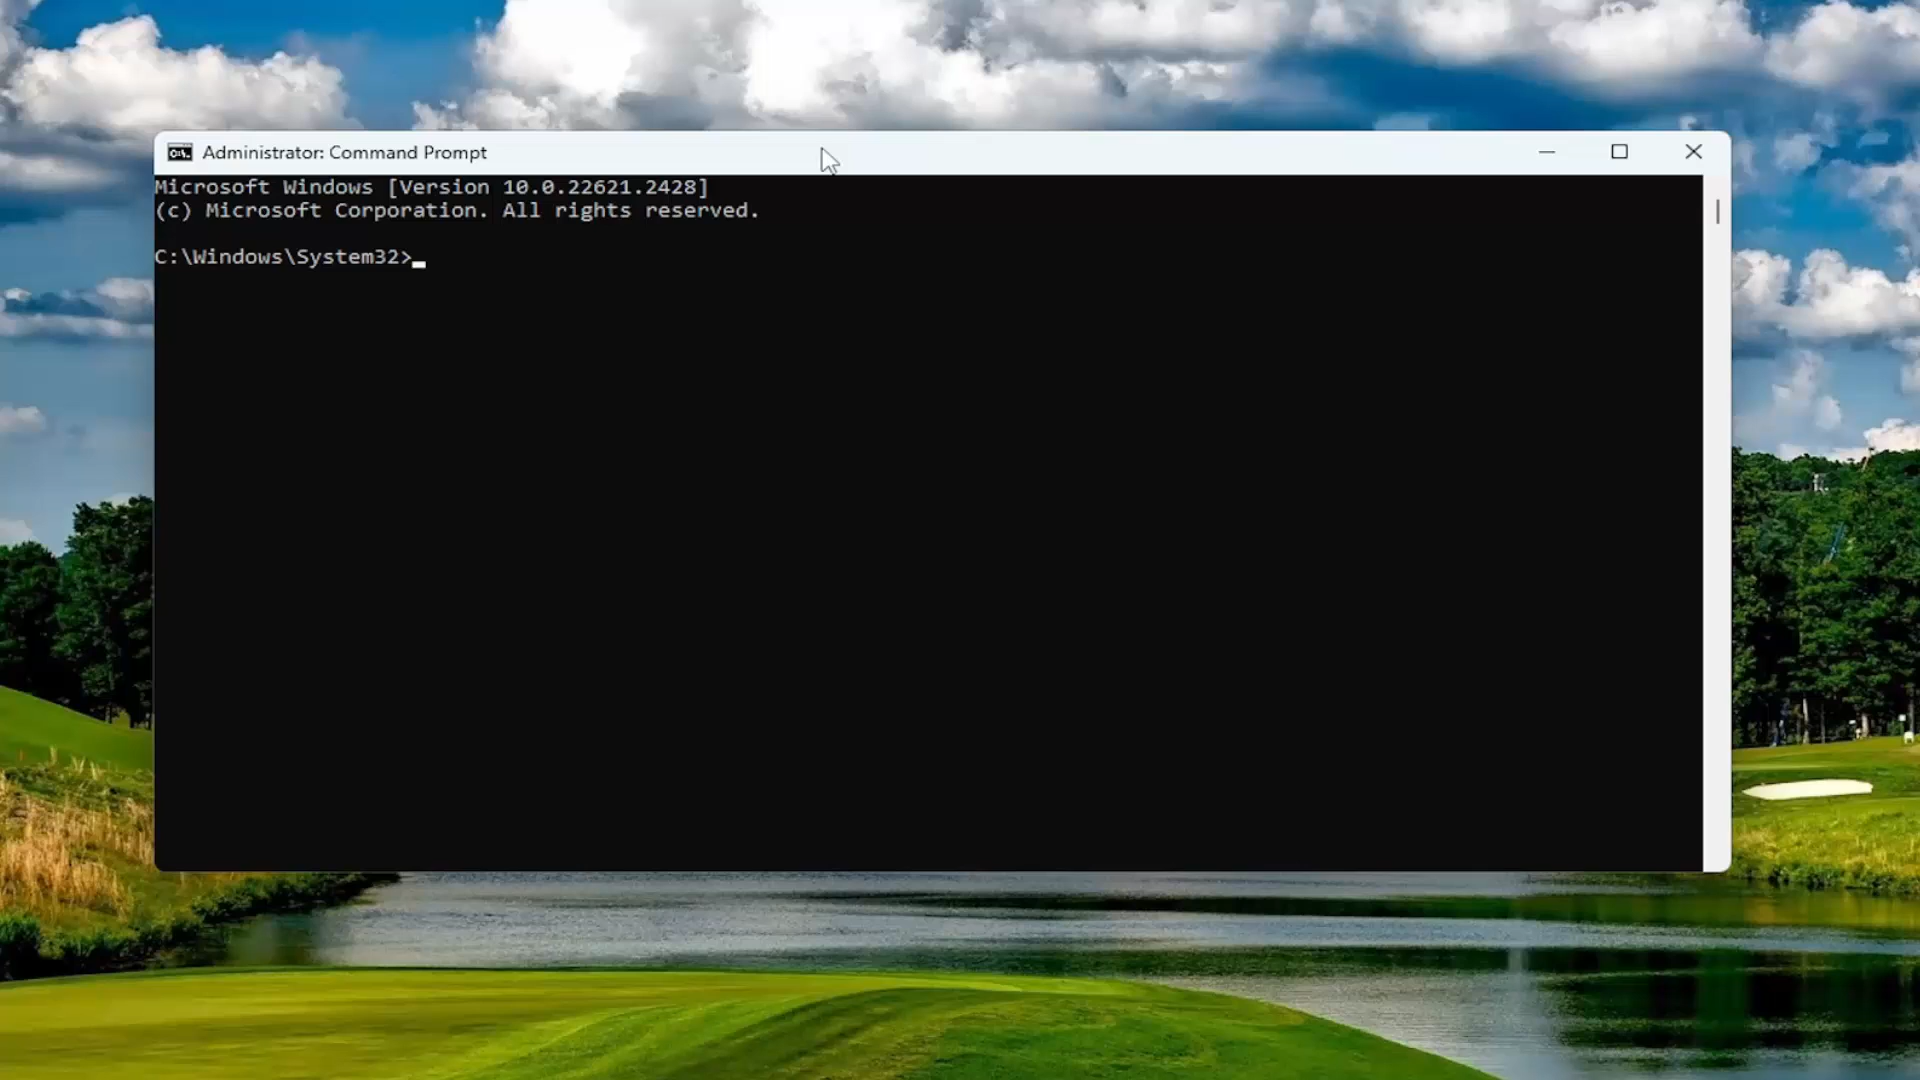 Administrator: Command Prompt
Microsoft Windows [Version 10.0.22621.2428]
(c) Microsoft Corporation. All rights reserved.
C:\Windows\System32>